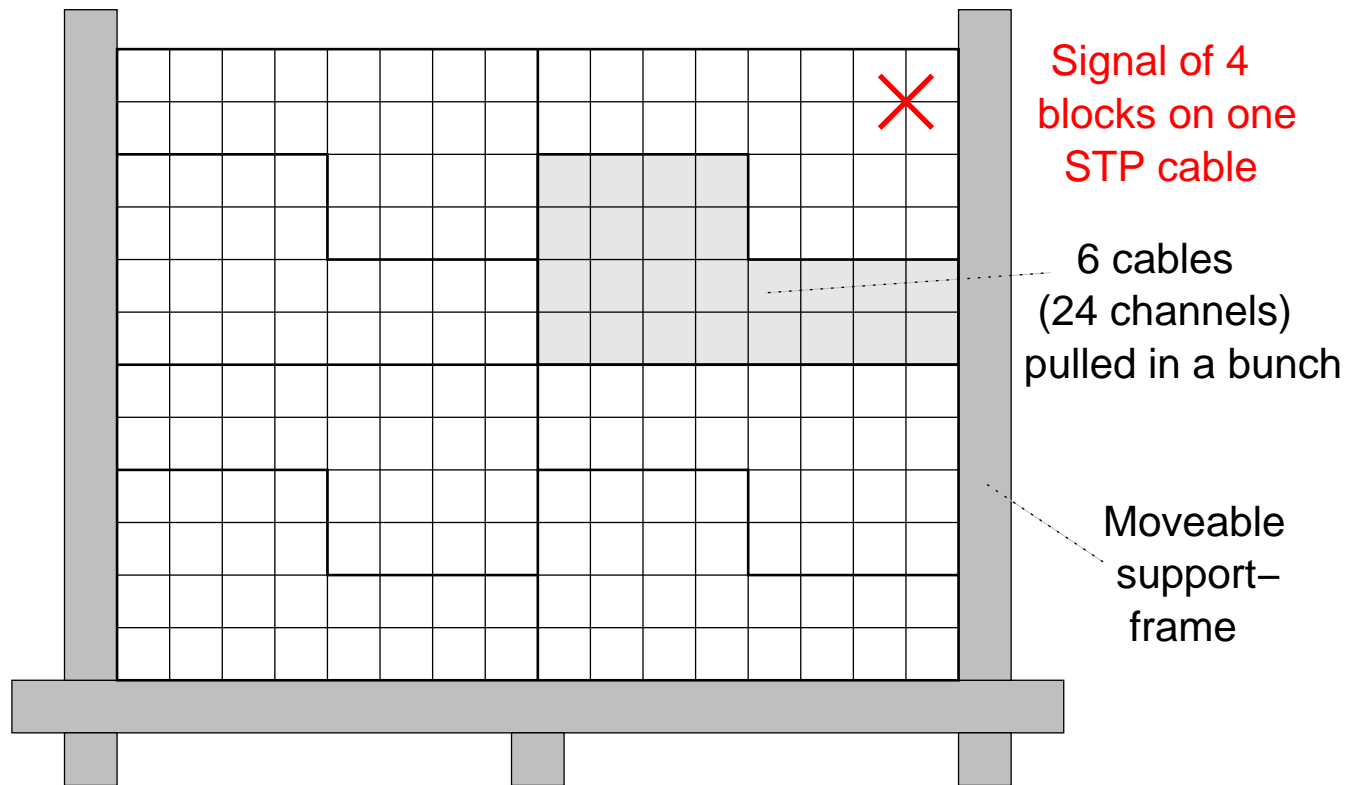 Signal of 4
blocks on one
STP cable
6 cables
(24 channels)
pulled in a bunch
Moveable
support−
frame